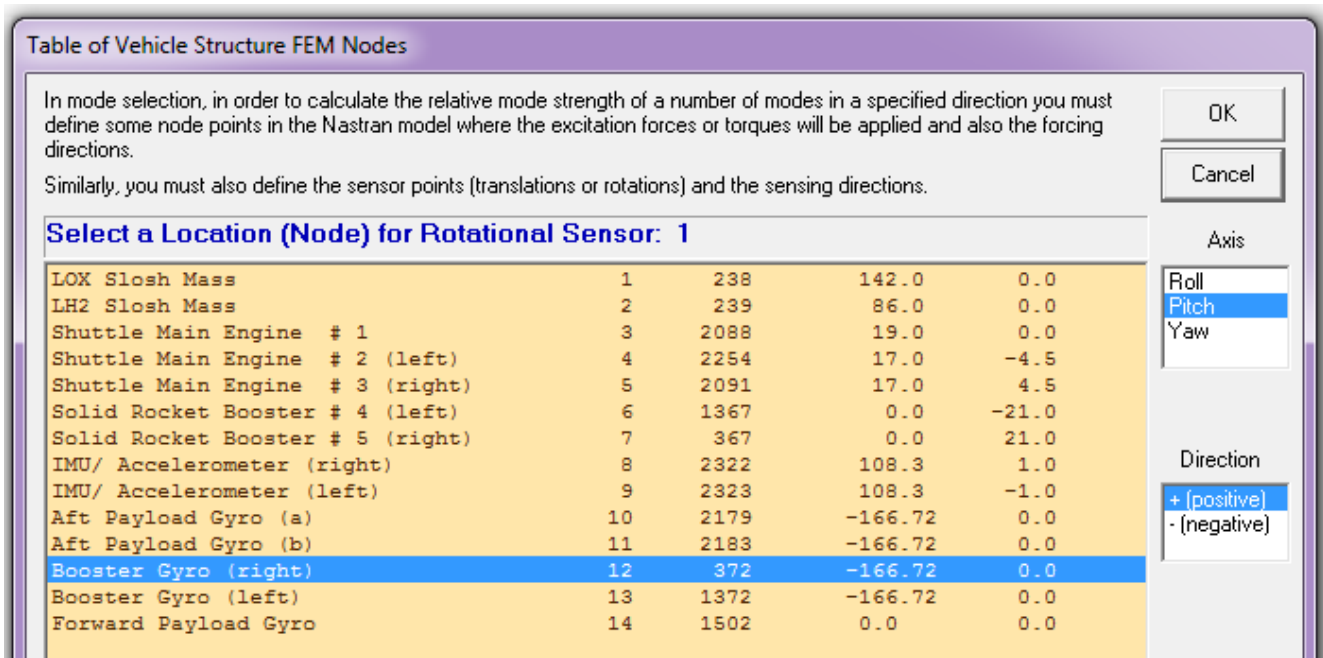 Table of Vehicle Structure FEM Nodes
In mode selection, in order to calculate the relative mode strength of a number of modes in a specified direction you must
define some node points in the Nastran model where the excitation forces or torques will be applied and also the forcing
directions.
Similarly, you must also define the sensor points (translations or rotations) and the sensing directions.
OK
Cancel
Select a Location (Node) for Rotational Sensor: 1
LOX Slosh Mass 1 238 142.0 0.0
LH2 Slosh Mass 2 239 86.0 0.0
Shuttle Main Engine # 1 3 2088 19.0 0.0
Shuttle Main Engine # 2 (left) 4 2254 17.0 -4.5
Shuttle Main Engine # 3 (right) 5 2091 17.0 4.5
Solid Rocket Booster # 4 (left) 6 1367 0.0 -21.0
Solid Rocket Booster # 5 (right) 7 367 0.0 21.0
IMU/ Accelerometer (right) 8 2322 108.3 1.0
IMU/ Accelerometer (left) 9 2323 108.3 -1.0
Aft Payload Gyro (a) 10 2179 -166.72 0.0
Aft Payload Gyro (b) 11 2183 -166.72 0.0
Booster Gyro (right) 12 372 -166.72 0.0
Booster Gyro (left) 13 1372 -166.72 0.0
Forward Payload Gyro 14 1502 0.0 0.0
Axis
Roll
Pitch
Yaw
Direction
+ (positive)
- (negative)